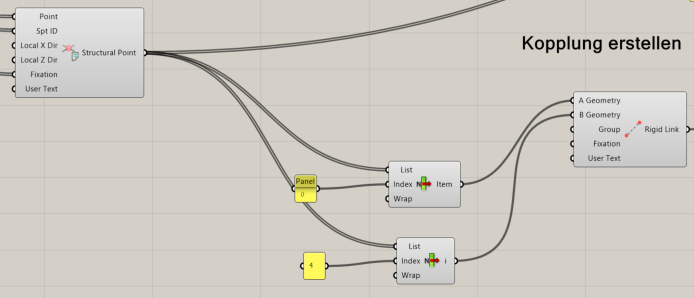 Point
Spt ID
Local X Dir
Local Z Dir
Fixation
User Text
Structural Point
Kopplung erstellen
A Geometry
B Geometry
Group
Fixation
User Text
Rigid Link
Panel
0
List
Index
Wrap
Item
4
List
Index
Wrap
i